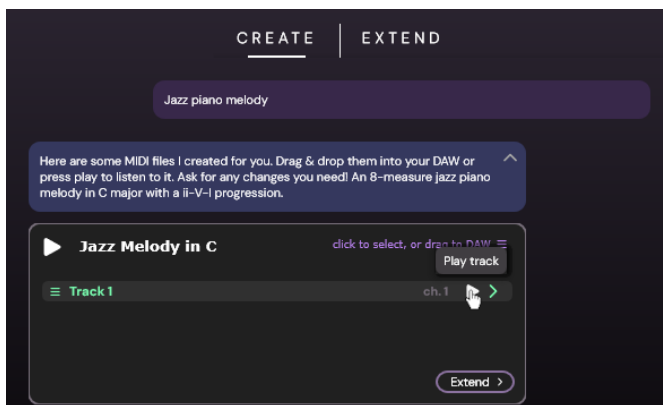 CREATE EXTEND
Jazz piano melody
Here are some MIDI files I created for you. Drag & drop them into your DAW or
press play to listen to it. Ask for any changes you need! An 8-measure jazz piano
melody in C major with a ii-V-I progression.
Jazz Melody in C click to select, or drag to DAW
Play track
Track 1 ch. 1
Extend >